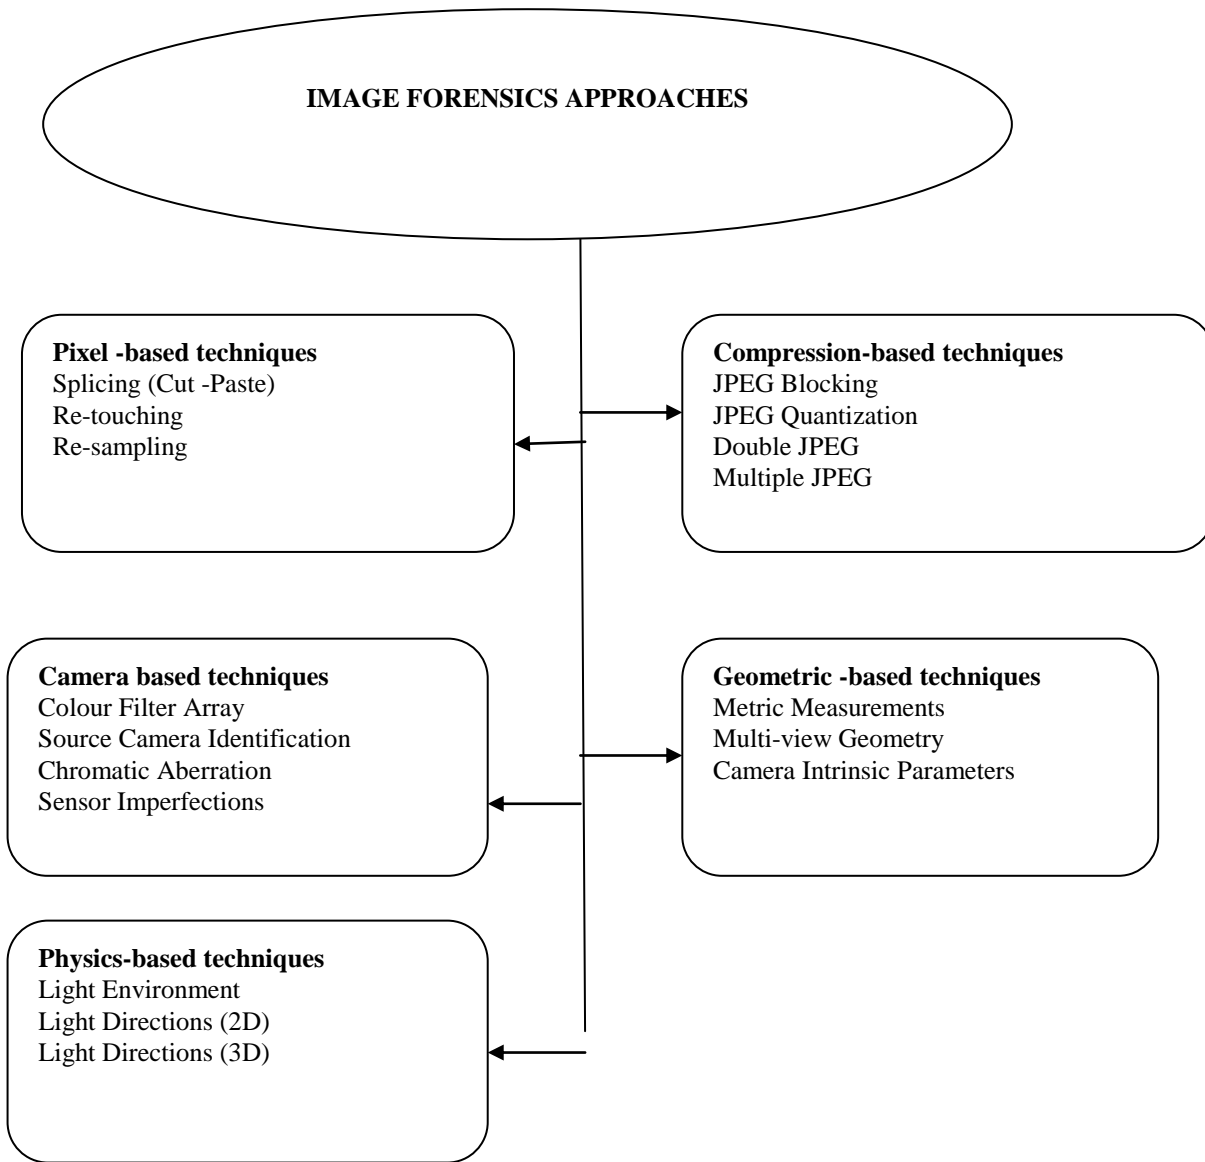 IMAGE FORENSICS APPROACHES
Pixel -based techniques
Splicing (Cut -Paste)
Re-touching
Re-sampling
Compression-based techniques
JPEG Blocking
JPEG Quantization
Double JPEG
Multiple JPEG
Camera based techniques
Colour Filter Array
Source Camera Identification
Chromatic Aberration
Sensor Imperfections
Geometric -based techniques
Metric Measurements
Multi-view Geometry
Camera Intrinsic Parameters
Physics-based techniques
Light Environment
Light Directions (2D)
Light Directions (3D)